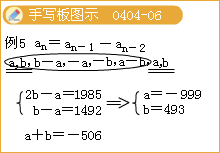 手写板图示 0404-06
例5 aₙ=aₙ₋₁-aₙ₋₂
a,b,b-a,-a,-b,a-b,a,b
{2b-a=1985 ⟹ {a=-999
b-a=1492 b=493
a+b=-506